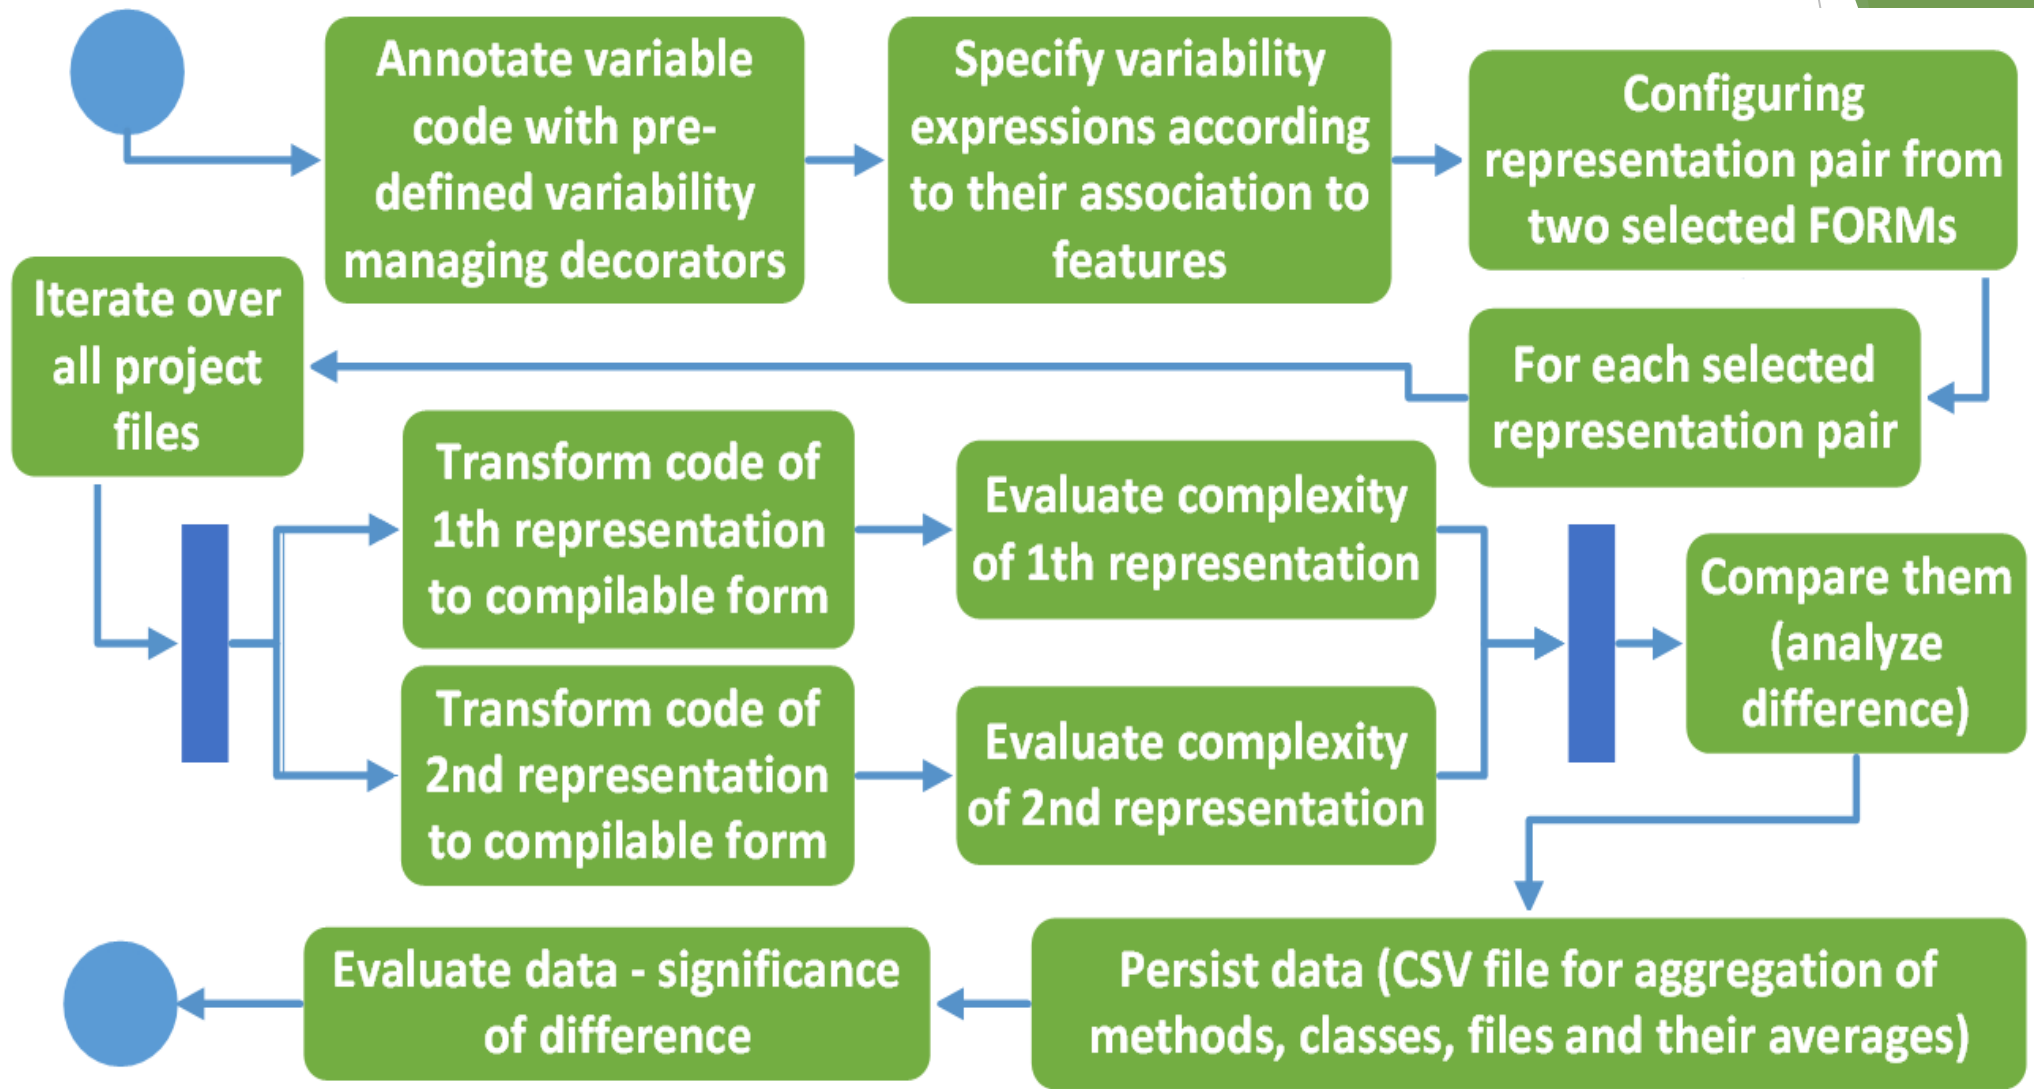 Annotate variable
code with pre-
defined variability
managing decorators
Specify variability
expressions according
to their association to
features
Configuring
representation pair from
two selected FORMs
For each selected
representation pair
Iterate over
all project
files
Transform code of
1th representation
to compilable form
Evaluate complexity
of 1th representation
Transform code of
2nd representation
to compilable form
Evaluate complexity
of 2nd representation
Compare them
(analyze
difference)
Persist data (CSV file for aggregation of
methods, classes, files and their averages)
Evaluate data - significance
of difference